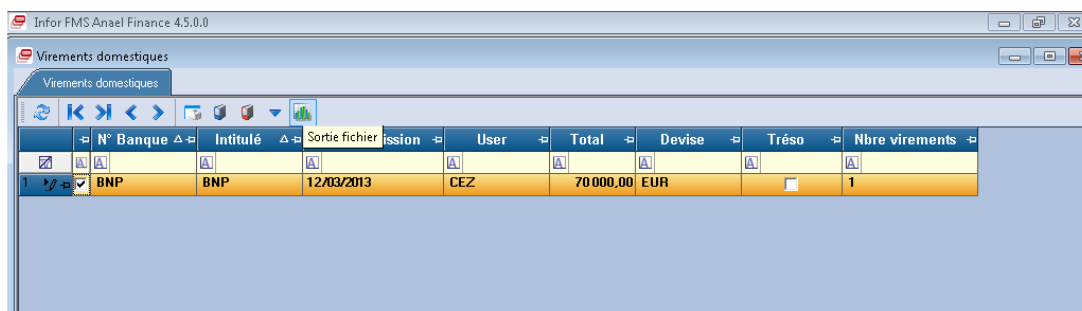 Infor FMS Anael Finance 4.5.0.0
Virements domestiques
Virements domestiques
N° Banque Intitulé Sortie fichier ission User Total Devise Tréso Nbre virements
A A A A A A A A A
1 BNP BNP 12/03/2013 CEZ 70 000,00 EUR 1